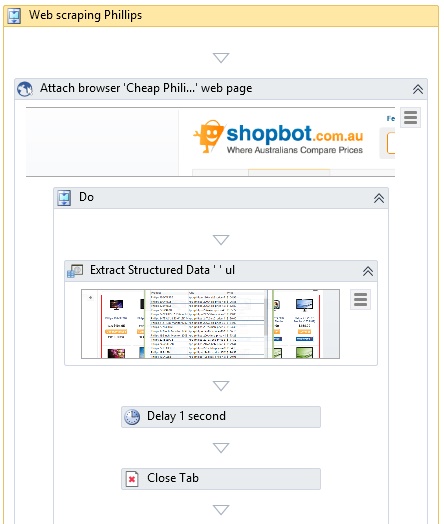 Web scraping Phillips
Attach browser 'Cheap Phili...' web page
Fe
shopbot.com.au
Where Australians Compare Prices
Do
Extract Structured Data ' ' ul
Delay 1 second
Close Tab